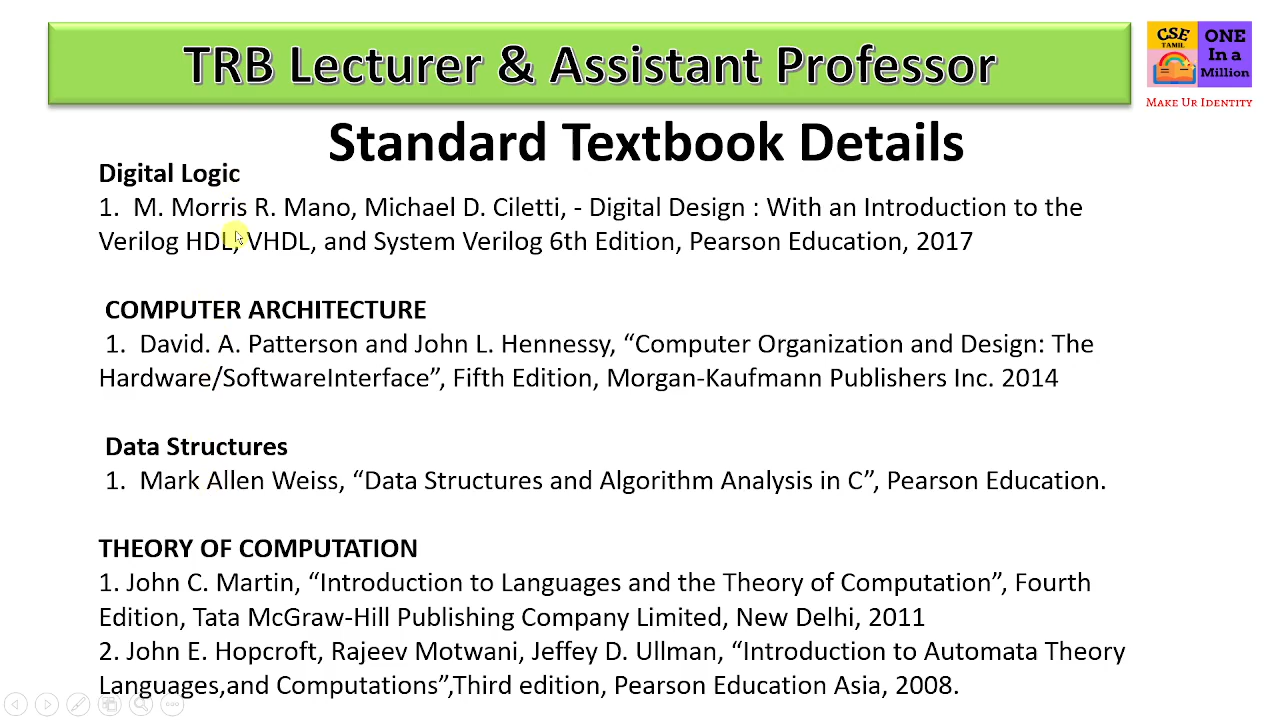 TRB Lecturer & Assistant Professor
CSE
TAMIL
ONE
In a
Million
MAKE UR IDENTITY
Standard Textbook Details
Digital Logic
1. M. Morris R. Mano, Michael D. Ciletti, - Digital Design : With an Introduction to the
Verilog HDL, VHDL, and System Verilog 6th Edition, Pearson Education, 2017
COMPUTER ARCHITECTURE
1. David. A. Patterson and John L. Hennessy, “Computer Organization and Design: The
Hardware/SoftwareInterface”, Fifth Edition, Morgan-Kaufmann Publishers Inc. 2014
Data Structures
1. Mark Allen Weiss, “Data Structures and Algorithm Analysis in C”, Pearson Education.
THEORY OF COMPUTATION
1. John C. Martin, “Introduction to Languages and the Theory of Computation”, Fourth
Edition, Tata McGraw-Hill Publishing Company Limited, New Delhi, 2011
2. John E. Hopcroft, Rajeev Motwani, Jeffey D. Ullman, “Introduction to Automata Theory
Languages,and Computations”,Third edition, Pearson Education Asia, 2008.